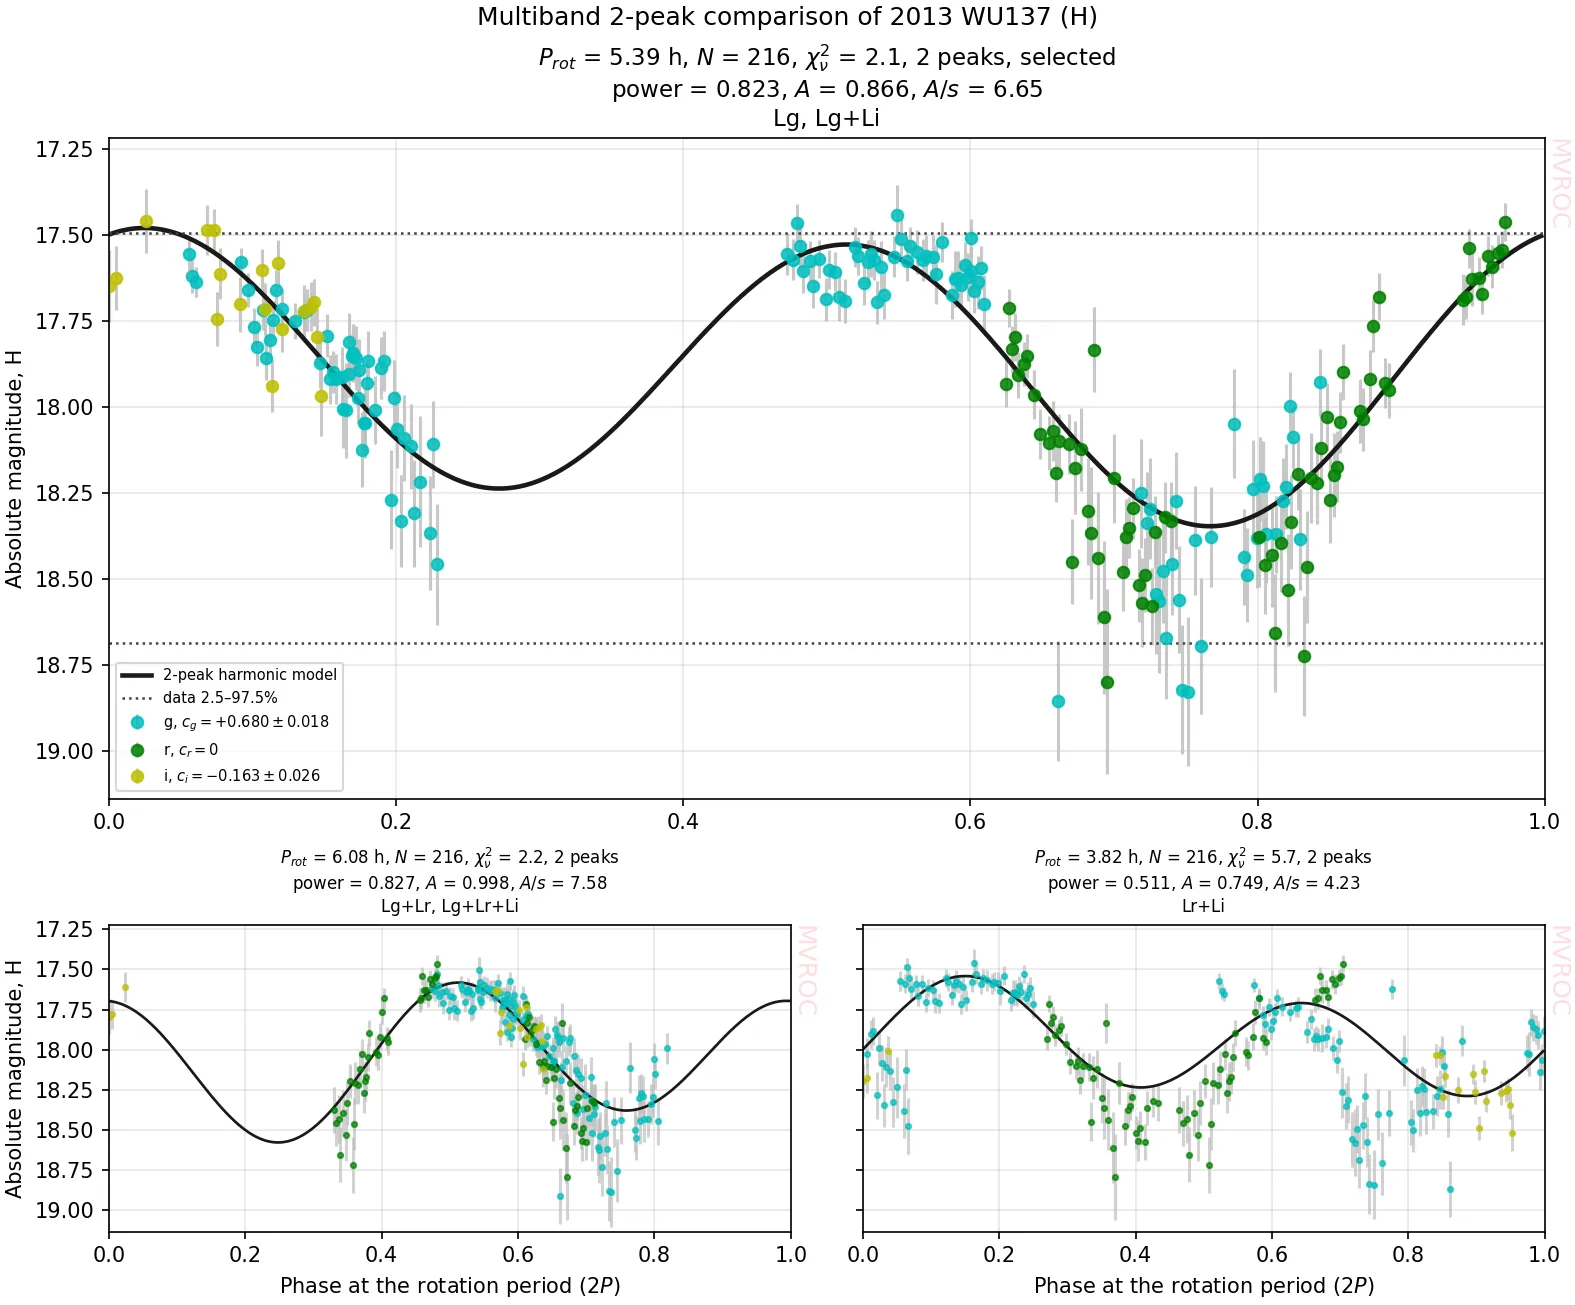 Multiband 2-peak comparison of 2013 WU137 (H)
P_rot = 5.39 h, N = 216, χ²_ν = 2.1, 2 peaks, selected
power = 0.823, A = 0.866, A/s = 6.65
Lg, Lg+Li
17.25
17.50
17.75
18.00
18.25
18.50
18.75
19.00
Absolute magnitude, H
MVROC
2-peak harmonic model
data 2.5–97.5%
g, c_g = +0.680 ± 0.018
r, c_r = 0
i, c_i = −0.163 ± 0.026
0.0 0.2 0.4 0.6 0.8 1.0
P_rot = 6.08 h, N = 216, χ²_ν = 2.2, 2 peaks
power = 0.827, A = 0.998, A/s = 7.58
Lg+Lr, Lg+Lr+Li
17.25
17.50
17.75
18.00
18.25
18.50
18.75
19.00
Absolute magnitude, H
MVROC
0.0 0.2 0.4 0.6 0.8 1.0
Phase at the rotation period (2P)
P_rot = 3.82 h, N = 216, χ²_ν = 5.7, 2 peaks
power = 0.511, A = 0.749, A/s = 4.23
Lr+Li
MVROC
0.0 0.2 0.4 0.6 0.8 1.0
Phase at the rotation period (2P)